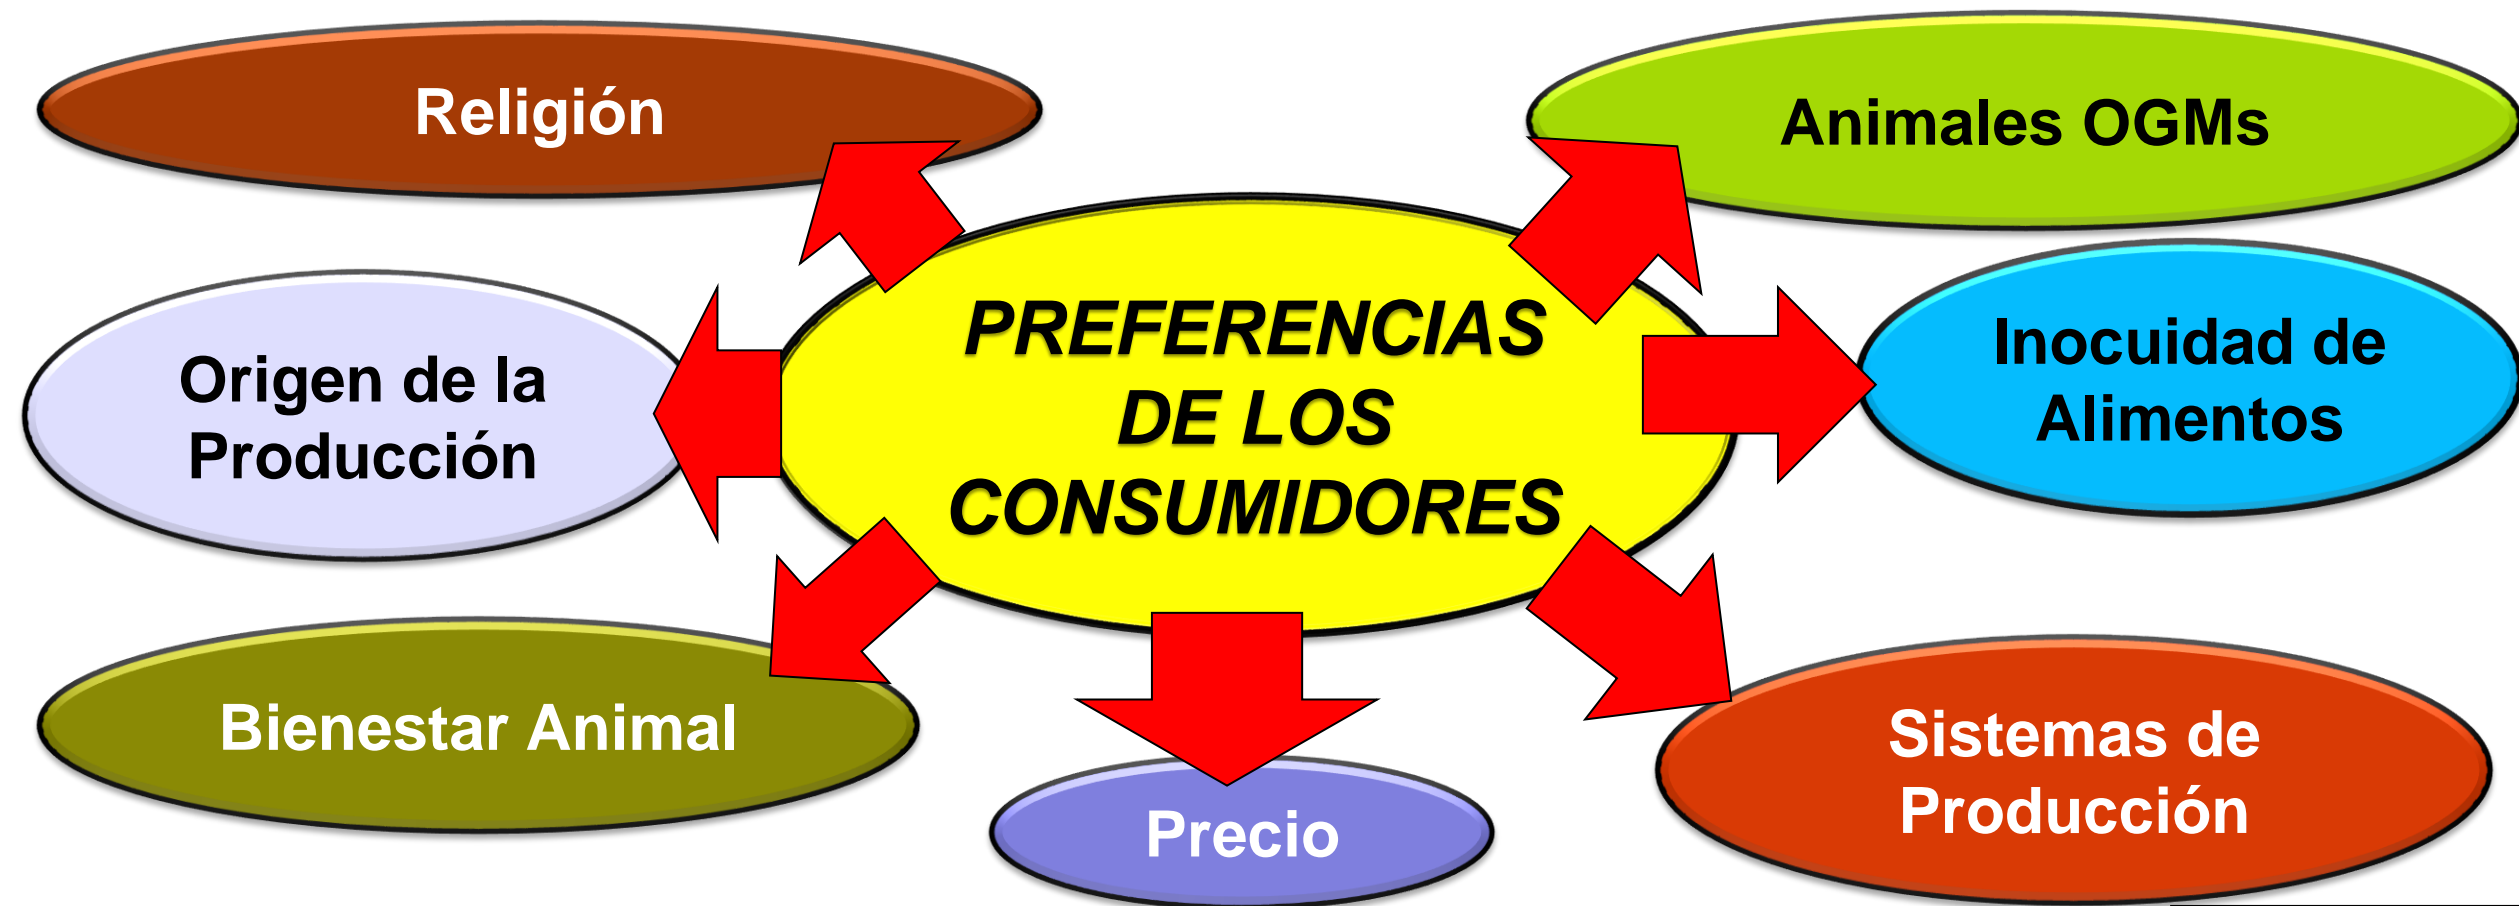 Religión
Animales OGMs
PREFERENCIAS
DE LOS
CONSUMIDORES
Origen de la
Producción
Inocuidad de
Alimentos
Bienestar Animal
Precio
Sistemas de
Producción